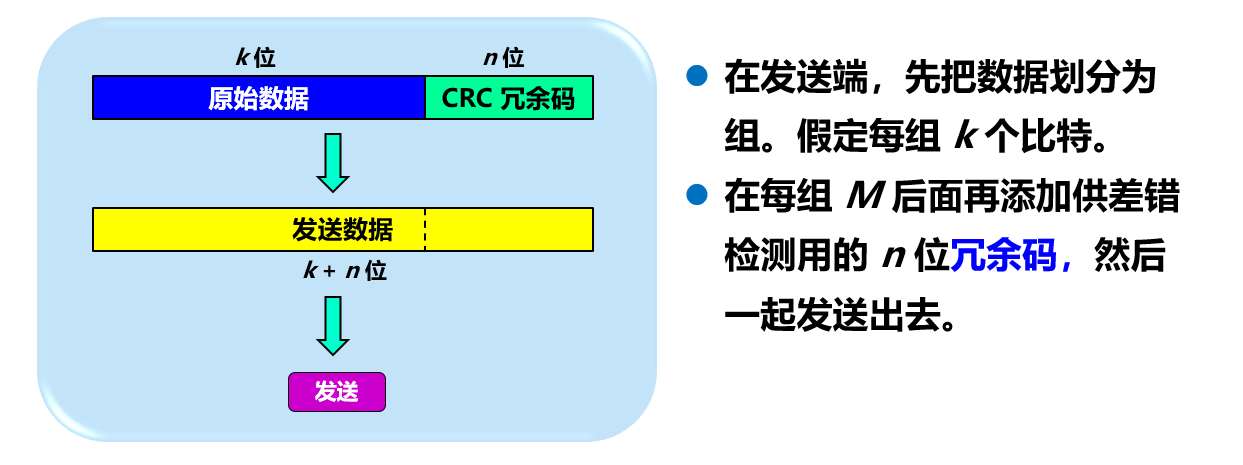 k 位
n 位
原始数据
CRC 冗余码
发送数据
k + n 位
发送
在发送端，先把数据划分为
组。假定每组 k 个比特。
在每组 M 后面再添加供差错
检测用的 n 位冗余码，然后
一起发送出去。